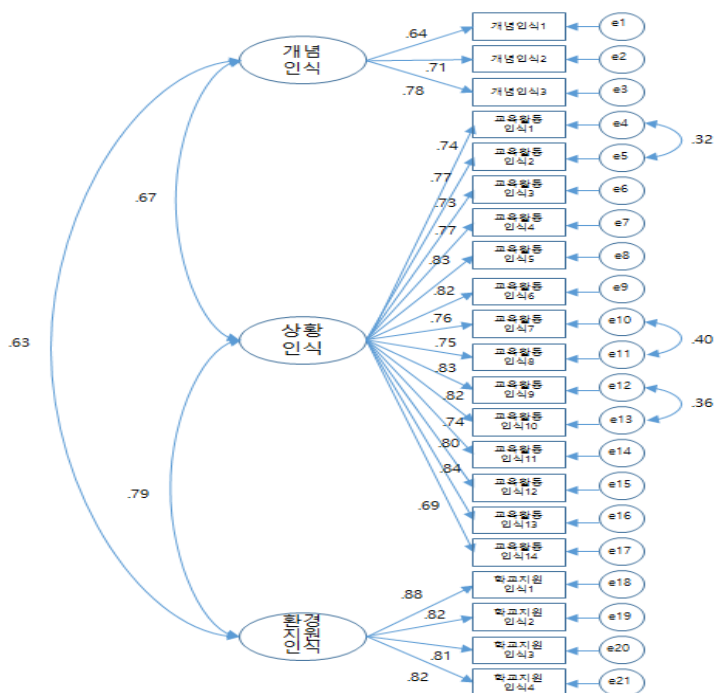 개념
인식
.64
.71
.78
개념인식1
개념인식2
개념인식3
e1
e2
e3
.67
.63
.79
상황
인식
.74
.77
.73
.77
.83
.82
.76
.75
.83
.82
.74
.80
.84
.69
교육활동
인식1
교육활동
인식2
교육활동
인식3
교육활동
인식4
교육활동
인식5
교육활동
인식6
교육활동
인식7
교육활동
인식8
교육활동
인식9
교육활동
인식10
교육활동
인식11
교육활동
인식12
교육활동
인식13
교육활동
인식14
e4
e5
e6
e7
e8
e9
e10
e11
e12
e13
e14
e15
e16
e17
.32
.40
.36
환경
지원
인식
.88
.82
.81
.82
학교지원
인식1
학교지원
인식2
학교지원
인식3
학교지원
인식4
e18
e19
e20
e21